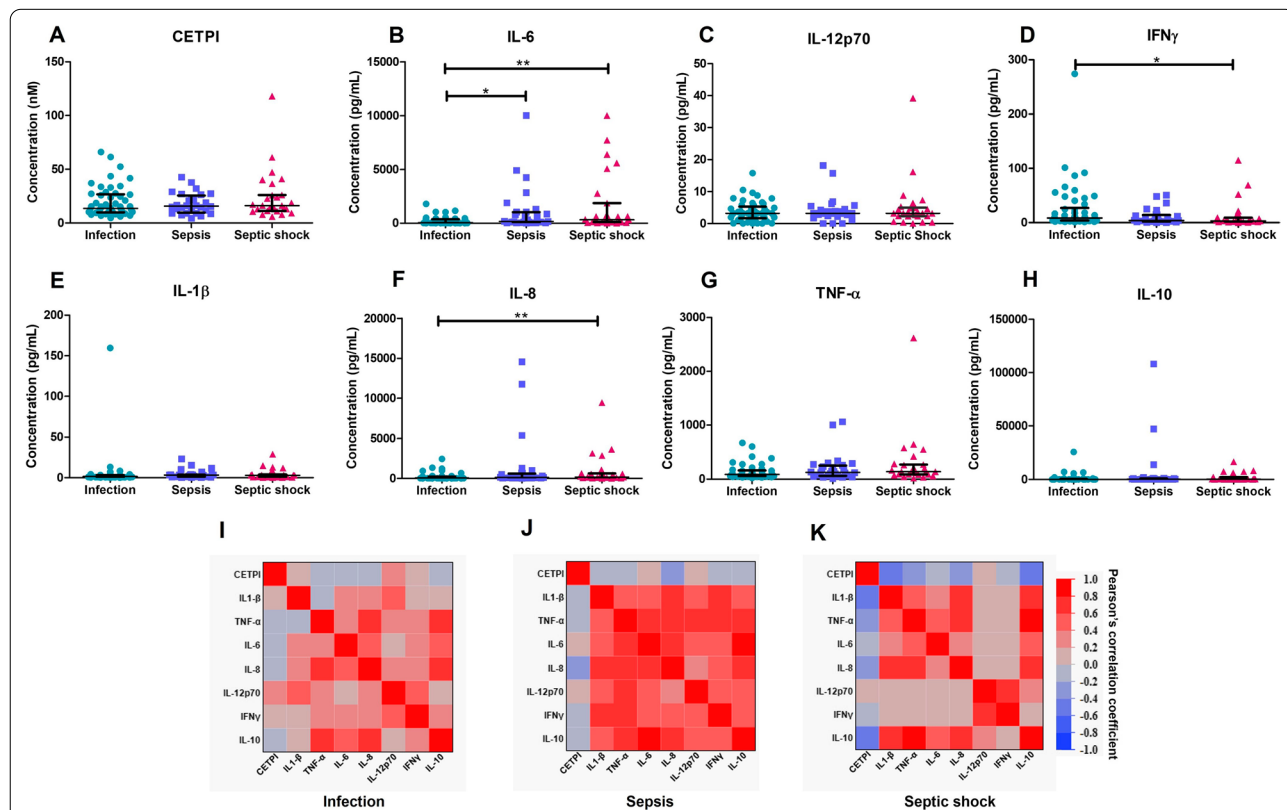 A
CETPI
Concentration (nM)
150
100
50
0
Infection
Sepsis
Septic shock
B
IL-6
Concentration (pg/mL)
15000
10000
5000
0
**
*
Infection
Sepsis
Septic shock
C
IL-12p70
Concentration (pg/mL)
50
40
30
20
10
0
Infection
Sepsis
Septic shock
D
IFNγ
Concentration (pg/mL)
300
200
100
0
*
Infection
Sepsis
Septic shock
E
IL-1β
Concentration (pg/mL)
200
150
100
50
0
Infection
Sepsis
Septic shock
F
IL-8
Concentration (pg/mL)
20000
15000
10000
5000
0
**
Infection
Sepsis
Septic shock
G
TNF-α
Concentration (pg/mL)
3000
2000
1000
0
Infection
Sepsis
Septic shock
H
IL-10
Concentration (pg/mL)
150000
100000
50000
0
Infection
Sepsis
Septic shock
I
CETPI
IL1-β
TNF-α
IL-6
IL-8
IL-12p70
IFNγ
IL-10
CETPI
IL1-β
TNF-α
IL-6
IL-8
IL-12p70
IFNγ
IL-10
Infection
J
CETPI
IL1-β
TNF-α
IL-6
IL-8
IL-12p70
IFNγ
IL-10
CETPI
IL1-β
TNF-α
IL-6
IL-8
IL-12p70
IFNγ
IL-10
Sepsis
K
CETPI
IL1-β
TNF-α
IL-6
IL-8
IL-12p70
IFNγ
IL-10
CETPI
IL1-β
TNF-α
IL-6
IL-8
IL-12p70
IFNγ
IL-10
Septic shock
1.0
0.8
0.6
0.4
0.2
0.0
-0.2
-0.4
-0.6
-0.8
-1.0
Pearson's correlation coefficient